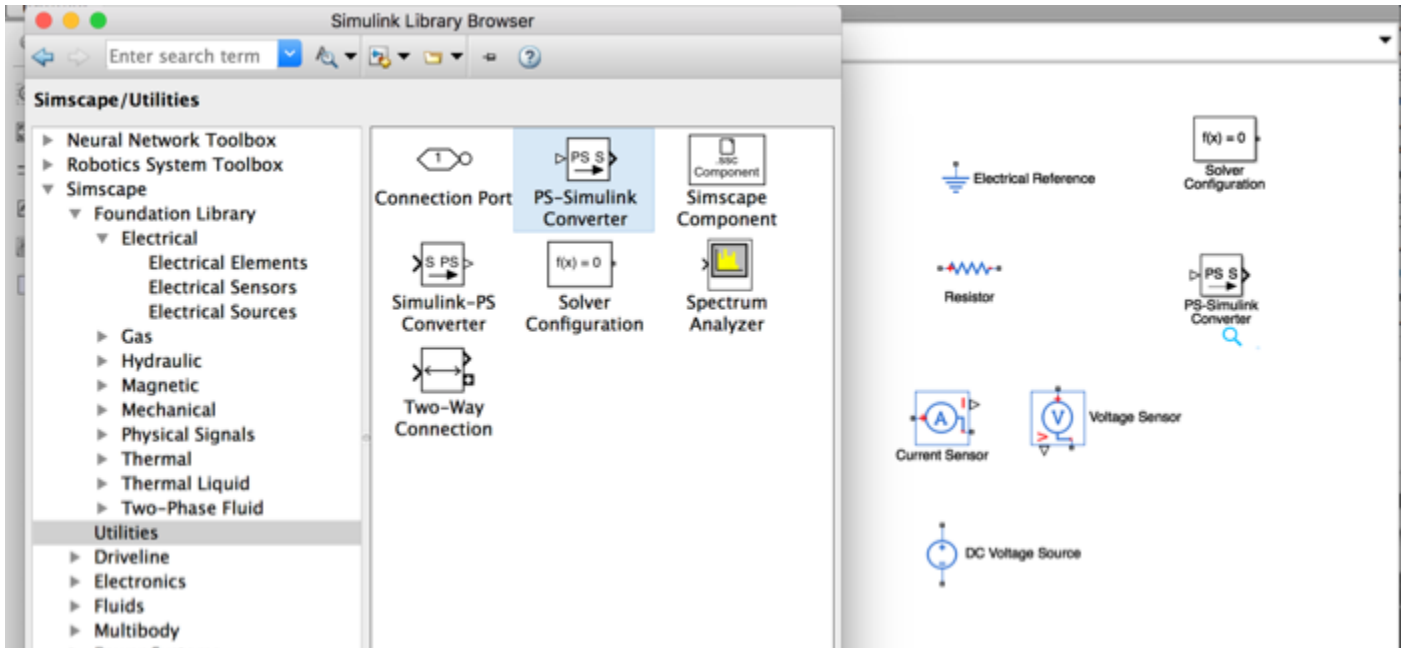 Simulink Library Browser
Enter search term
Simscape/Utilities
Neural Network Toolbox
Robotics System Toolbox
Simscape
Foundation Library
Electrical
Electrical Elements
Electrical Sensors
Electrical Sources
Gas
Hydraulic
Magnetic
Mechanical
Physical Signals
Thermal
Thermal Liquid
Two-Phase Fluid
Utilities
Driveline
Electronics
Fluids
Multibody
1
Connection Port
PS S
PS-Simulink
Converter
.ssc
Component
Simscape
Component
S PS
Simulink-PS
Converter
f(x) = 0
Solver
Configuration
Spectrum
Analyzer
Two-Way
Connection
Electrical Reference
f(x) = 0
Solver
Configuration
Resistor
PS S
PS-Simulink
Converter
A
I
Current Sensor
V
V
Voltage Sensor
DC Voltage Source